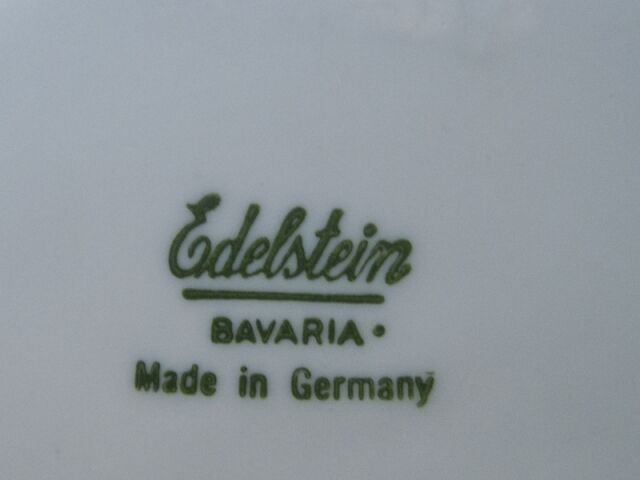 Edelstein
BAVARIA •
Made in Germany